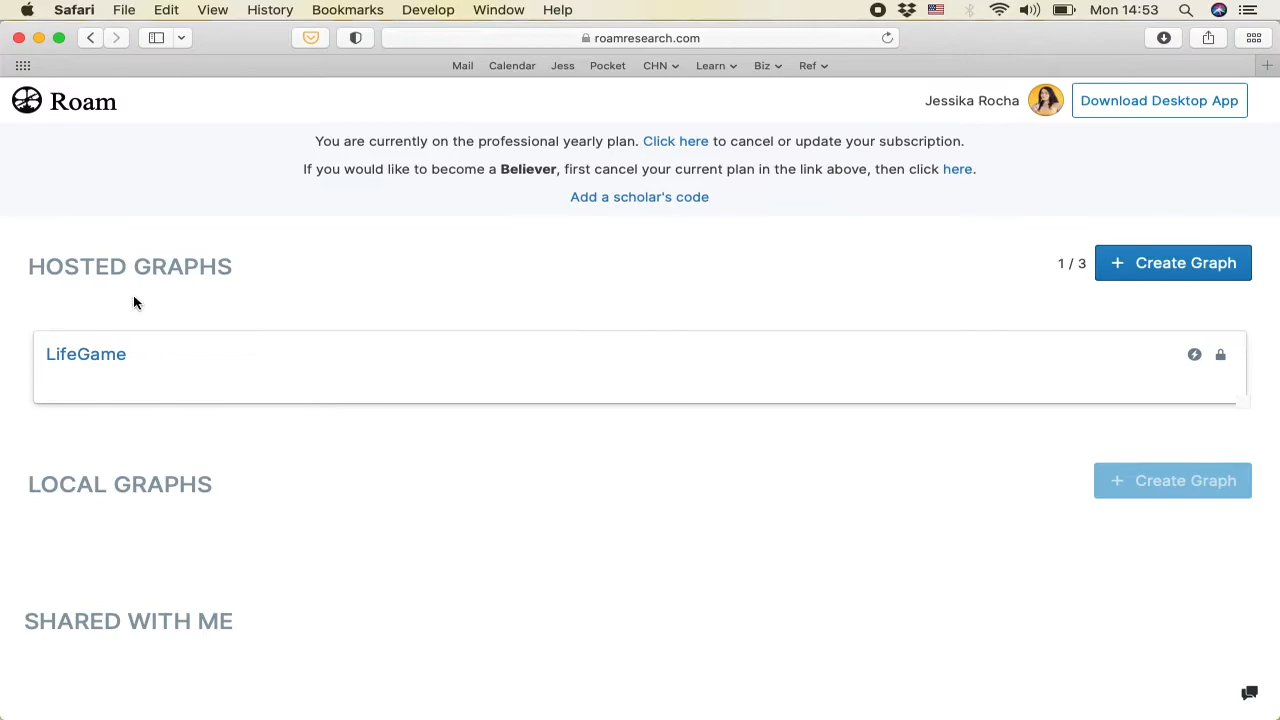 Safari File Edit View History Bookmarks Develop Window Help Mon 14:53
roamresearch.com
Mail Calendar Jess Pocket CHN Learn Biz Ref
Roam
Jessika Rocha Download Desktop App
You are currently on the professional yearly plan. Click here to cancel or update your subscription.
If you would like to become a Believer, first cancel your current plan in the link above, then click here.
Add a scholar's code
HOSTED GRAPHS 1 / 3 + Create Graph
LifeGame
LOCAL GRAPHS + Create Graph
SHARED WITH ME